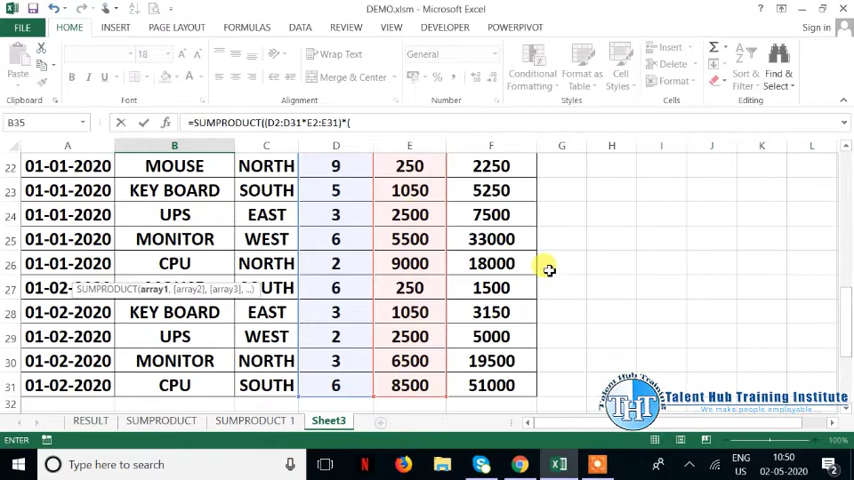 DEMO.xlsm - Microsoft Excel
FILE HOME INSERT PAGE LAYOUT FORMULAS DATA REVIEW VIEW DEVELOPER POWERPIVOT Sign in
Paste
18
Wrap Text
Merge & Center
General
Conditional Formatting
Format as Table
Cell Styles
Insert
Delete
Format
Sort & Filter
Find & Select
Clipboard Font Alignment Number Styles Cells Editing
B35 =SUMPRODUCT((D2:D31*E2:E31)*(
A B C D E F G H I J K L
22 01-01-2020 MOUSE NORTH 9 250 2250
23 01-01-2020 KEY BOARD SOUTH 5 1050 5250
24 01-01-2020 UPS EAST 3 2500 7500
25 01-01-2020 MONITOR WEST 6 5500 33000
26 01-01-2020 CPU NORTH 2 9000 18000
27 01-02- OUTH 6 250 1500
SUMPRODUCT(array1, [array2], [array3], ...)
28 01-02-2020 KEY BOARD EAST 3 1050 3150
29 01-02-2020 UPS WEST 2 2500 5000
30 01-02-2020 MONITOR NORTH 3 6500 19500
31 01-02-2020 CPU SOUTH 6 8500 51000
32
THT
Talent Hub Training Institute
...We make people employable...
RESULT SUMPRODUCT SUMPRODUCT 1 Sheet3
ENTER 100%
Type here to search
ENG
US
10:50
02-05-2020